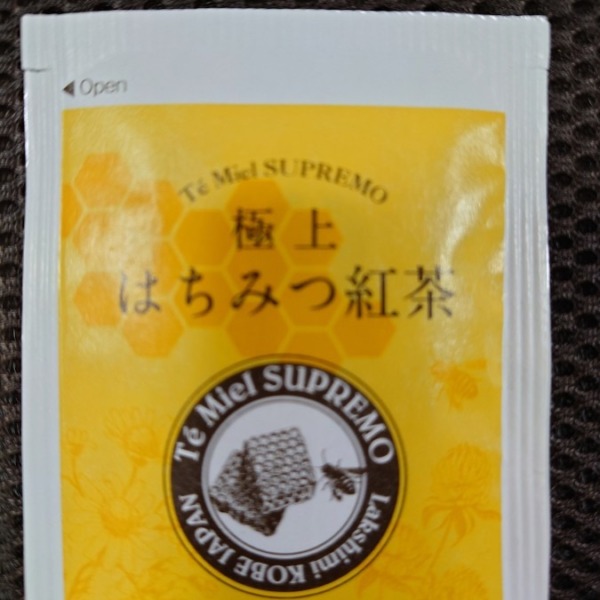 Open
Té Miel SUPREMO
極上
はちみつ紅茶
Té Miel SUPREMO
Lakshimi KOBE JAPAN